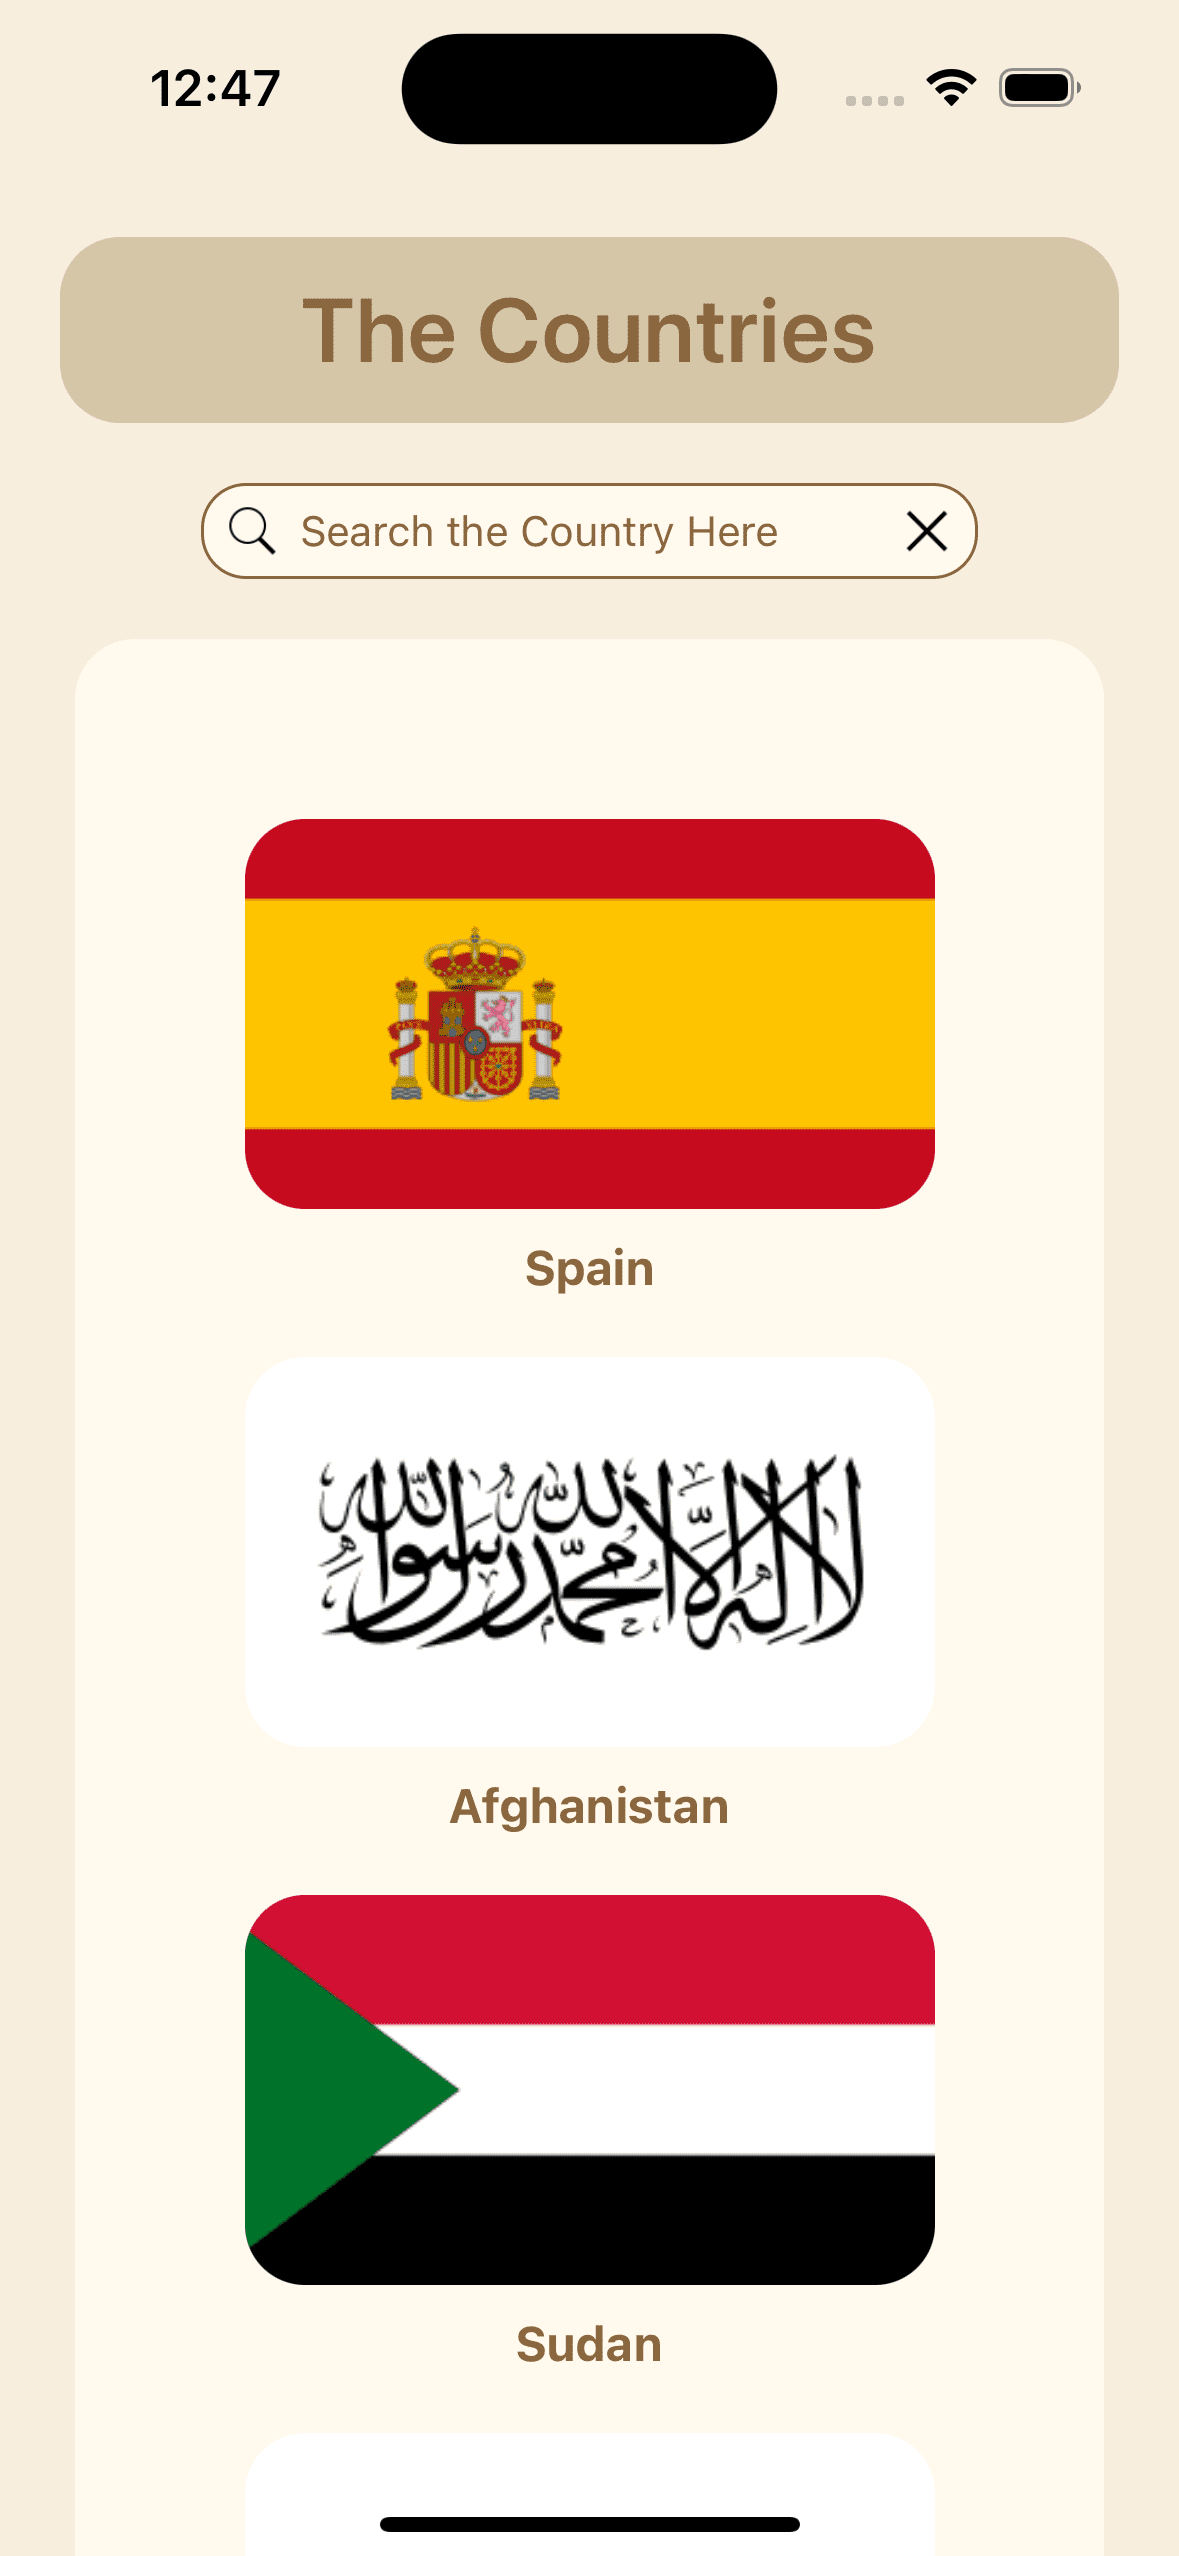 12:47
The Countries
Search the Country Here
Spain
لا إله إلا الله محمد رسول الله
Afghanistan
Sudan